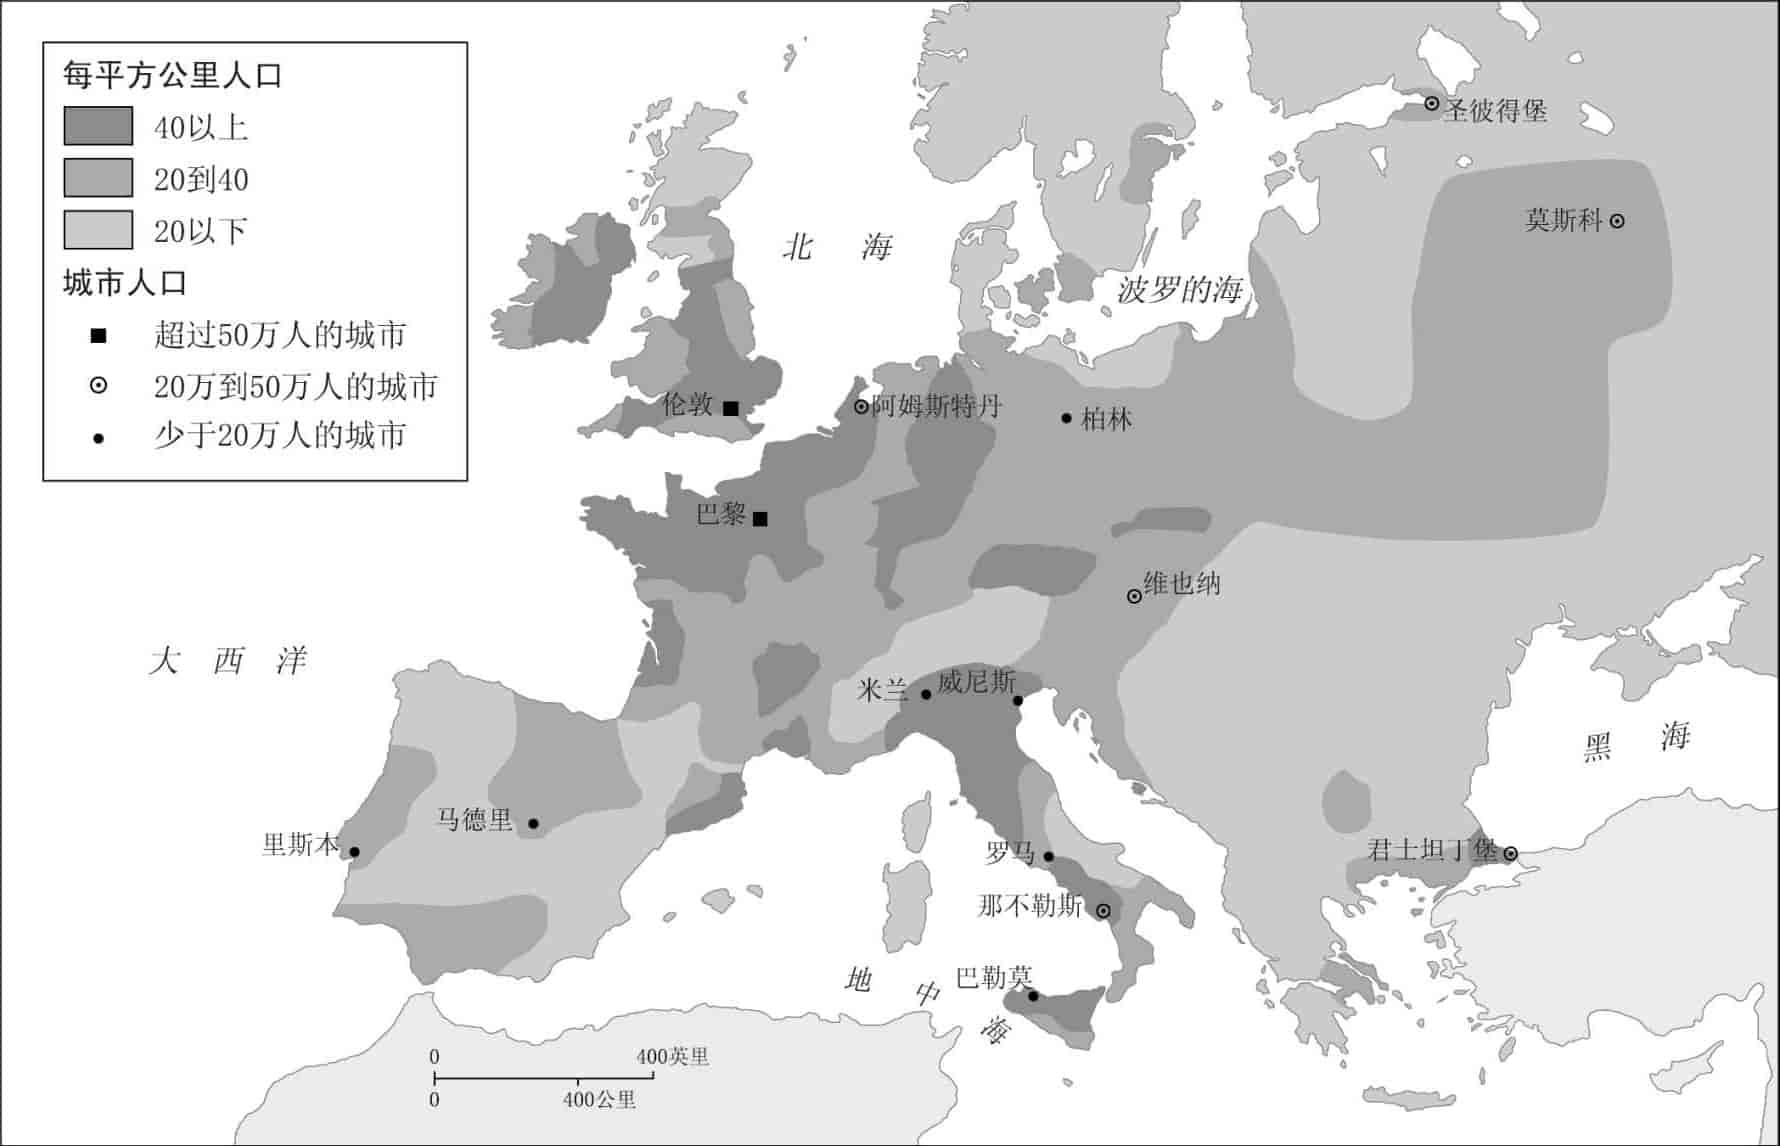 每平方公里人口
40以上
20到40
20以下
城市人口
超过50万人的城市
20万到50万人的城市
少于20万人的城市
圣彼得堡
莫斯科
北海
波罗的海
伦敦
阿姆斯特丹
柏林
巴黎
维也纳
大西洋
米兰
威尼斯
黑海
马德里
里斯本
罗马
君士坦丁堡
那不勒斯
巴勒莫
地中海
0 400英里
0 400公里